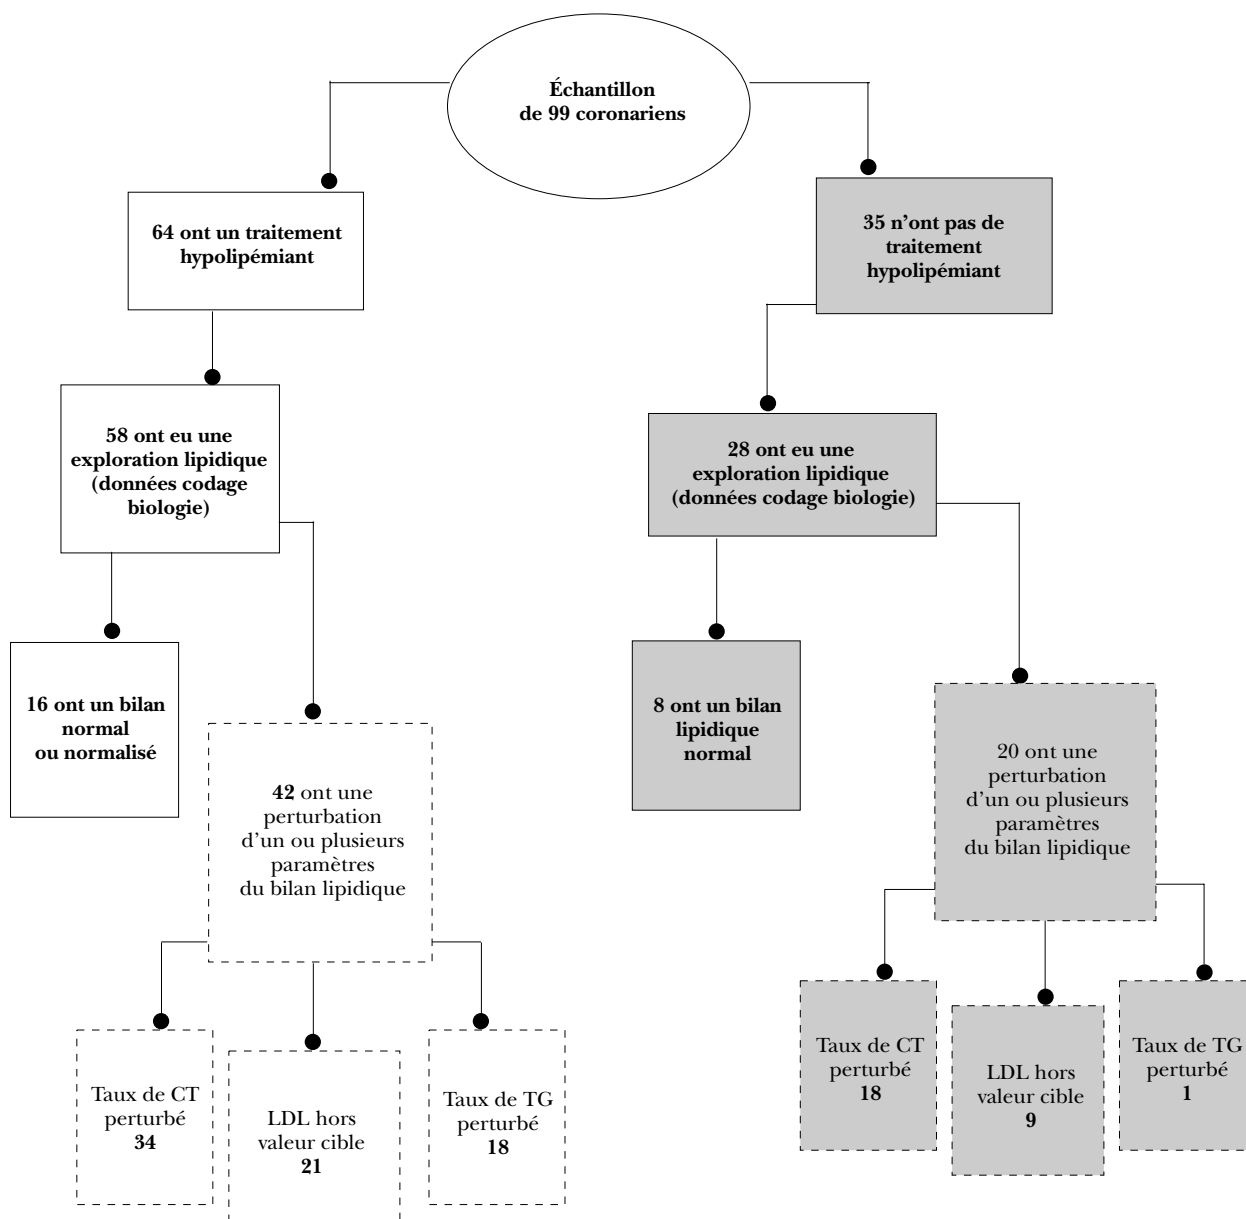 Échantillon
de 99 coronariens
64 ont un traitement
hypolipémiant
35 n’ont pas de
traitement
hypolipémiant
58 ont eu une
exploration lipidique
(données codage
biologie)
28 ont eu une
exploration lipidique
(données codage biologie)
16 ont un bilan
normal
ou normalisé
42 ont une
perturbation
d’un ou plusieurs
paramètres
du bilan lipidique
8 ont un bilan
lipidique
normal
20 ont une
perturbation
d’un ou plusieurs
paramètres
du bilan lipidique
Taux de CT
perturbé
34
LDL hors
valeur cible
21
Taux de TG
perturbé
18
Taux de CT
perturbé
18
LDL hors
valeur cible
9
Taux de TG
perturbé
1